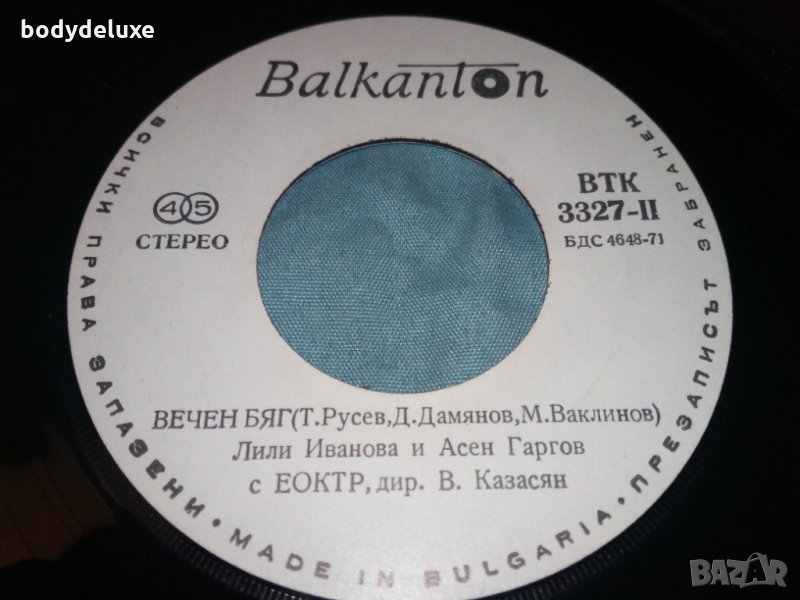 bodydeluxe
Balkanton
45
СТЕРЕО
ВТК
3327-II
БДС 4648-71
ВЕЧЕН БЯГ(Т.Русев,Д.Дамянов,М.Ваклинов)
Лили Иванова и Асен Гаргов
с ЕОКТР, дир. В. Казасян
ВСИЧКИ ПРАВА ЗАПАЗЕНИ • MADE IN BULGARIA • ПРЕЗАПИСЪТ ЗАБРАНЕН
BAZAR